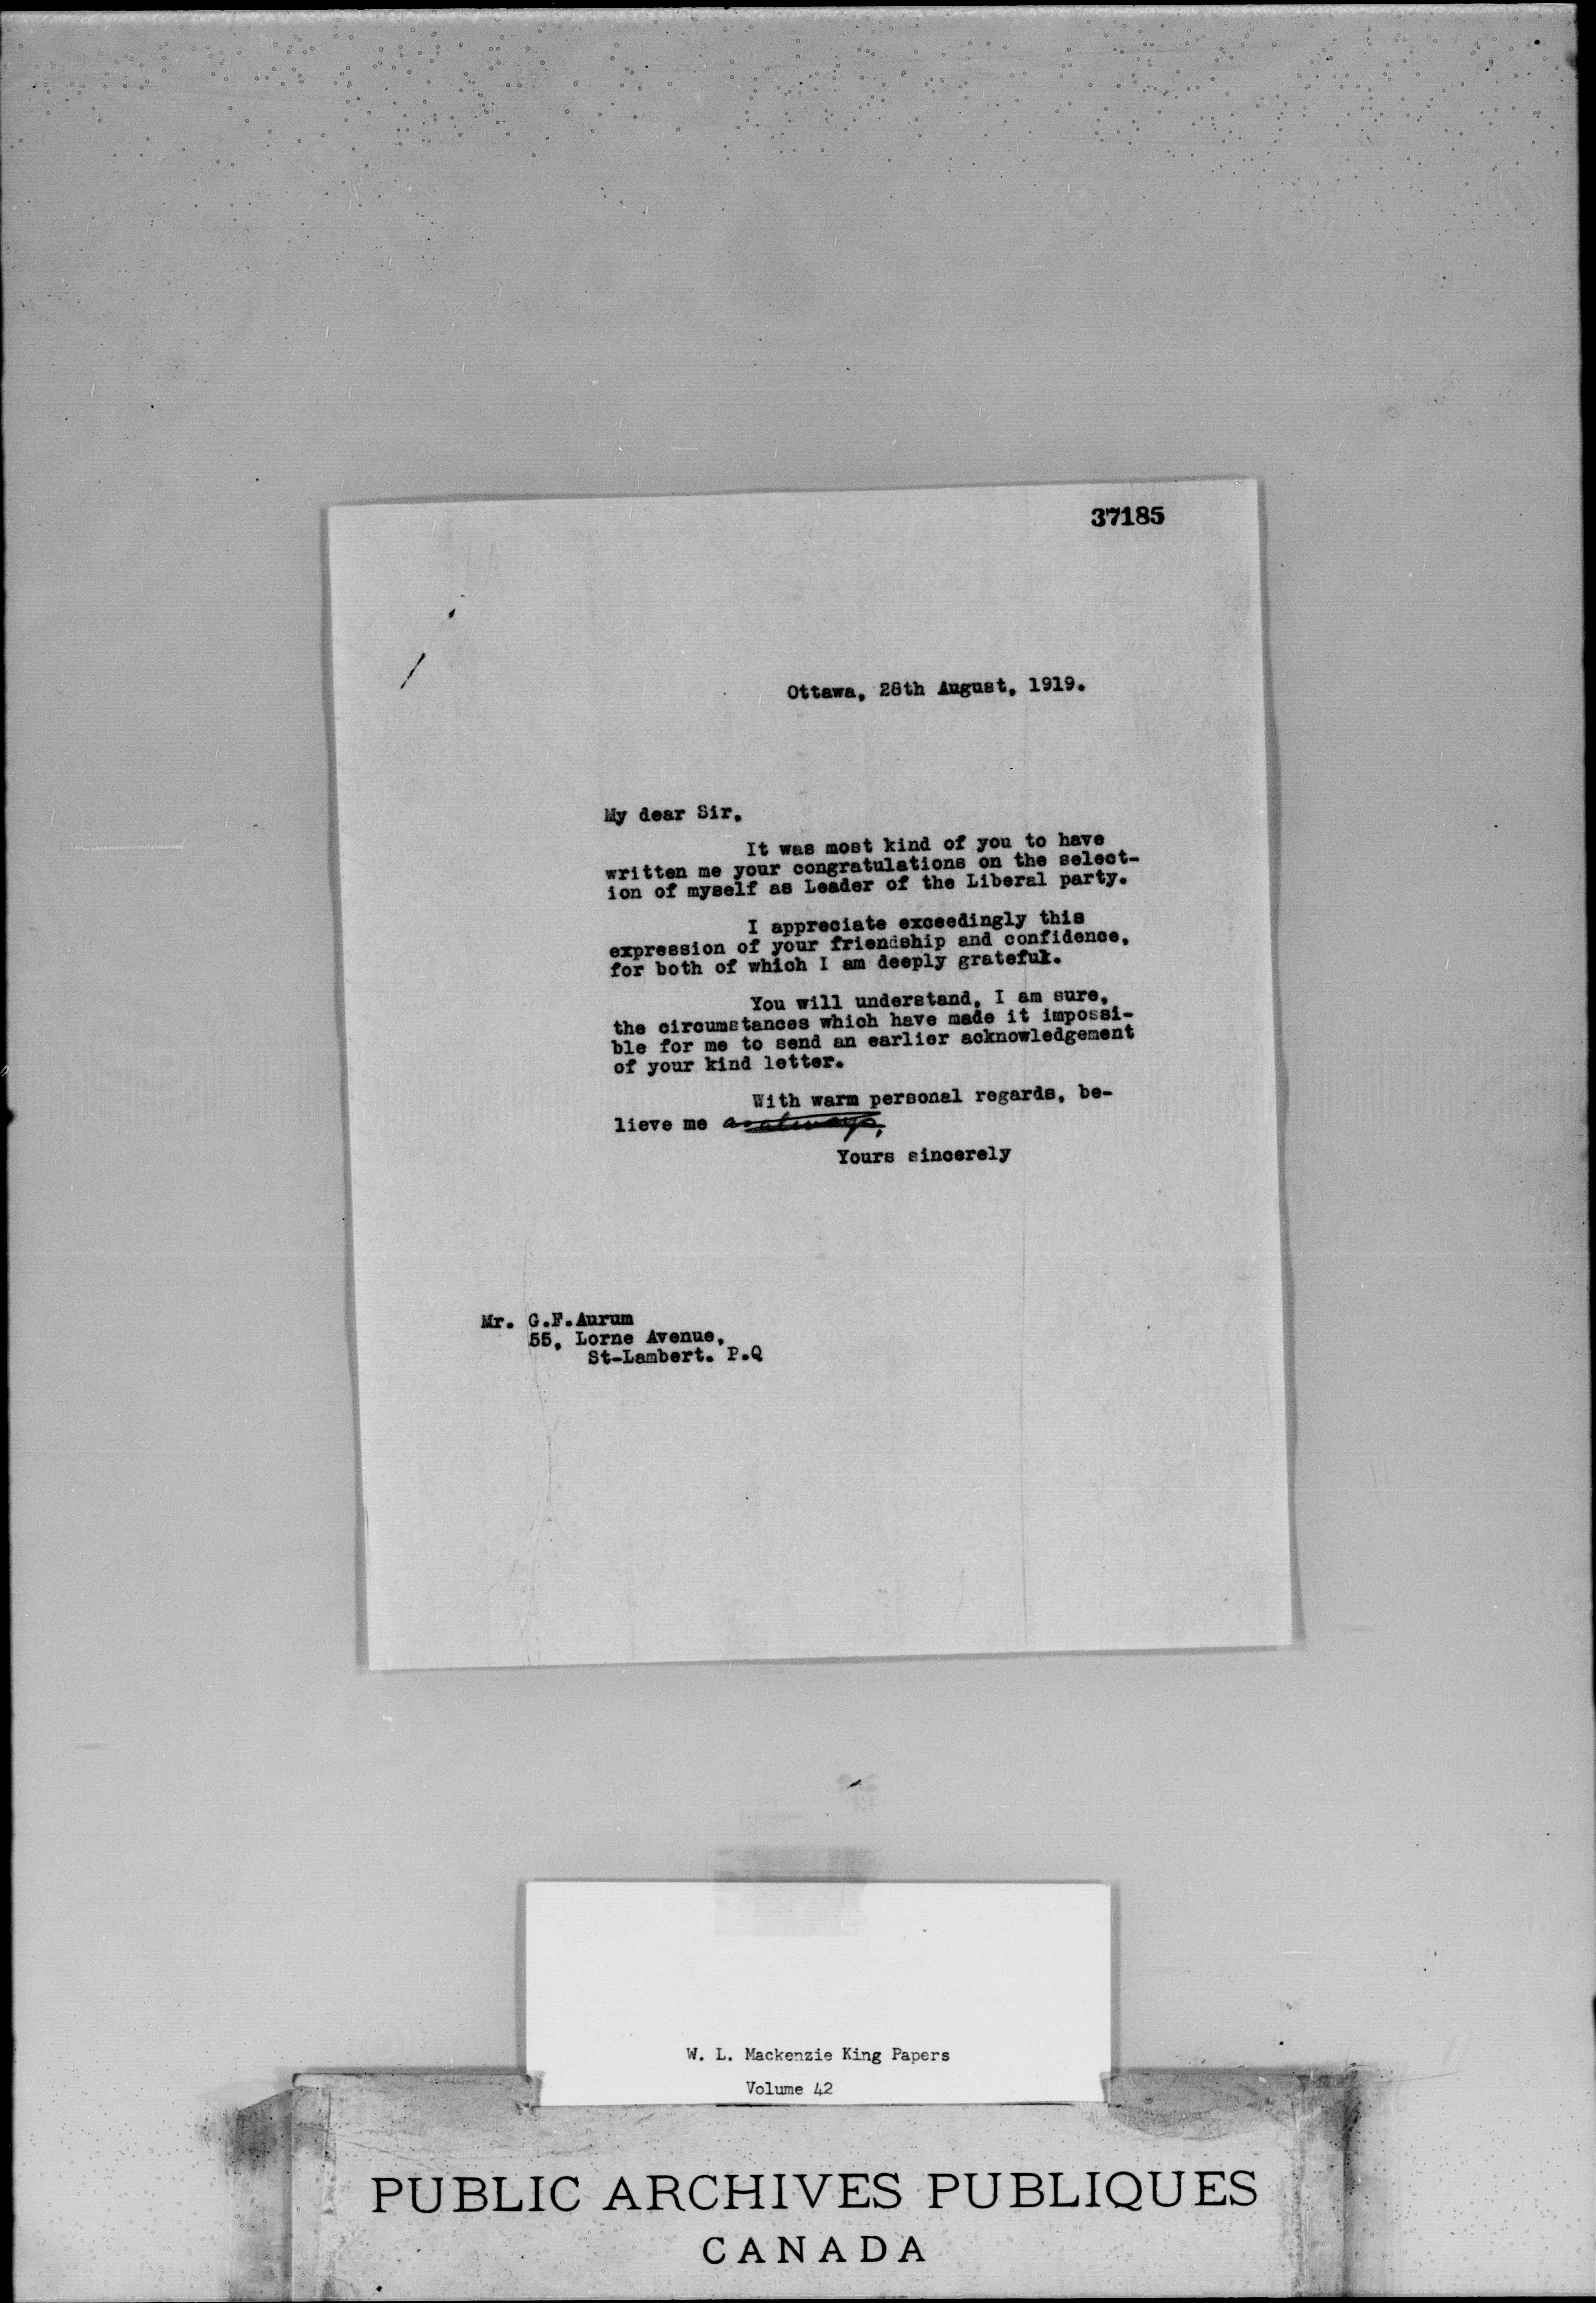 37185
Ottawa, 28th August, 1919.
My dear Sir,
It was most kind of you to have
written me your congratulations on the select-
ion of myself as Leader of the Liberal party.
I appreciate exceedingly this
expression of your friendship and confidence,
for both of which I am deeply grateful.
You will understand, I am sure,
the circumstances which have made it impossi-
ble for me to send an earlier acknowledgement
of your kind letter.
With warm personal regards, be-
lieve me as always,
Yours sincerely
Mr. G.F.Aurum
55, Lorne Avenue,
St-Lambert. P.Q
W. L. Mackenzie King Papers
Volume 42
PUBLIC ARCHIVES PUBLIQUES
CANADA